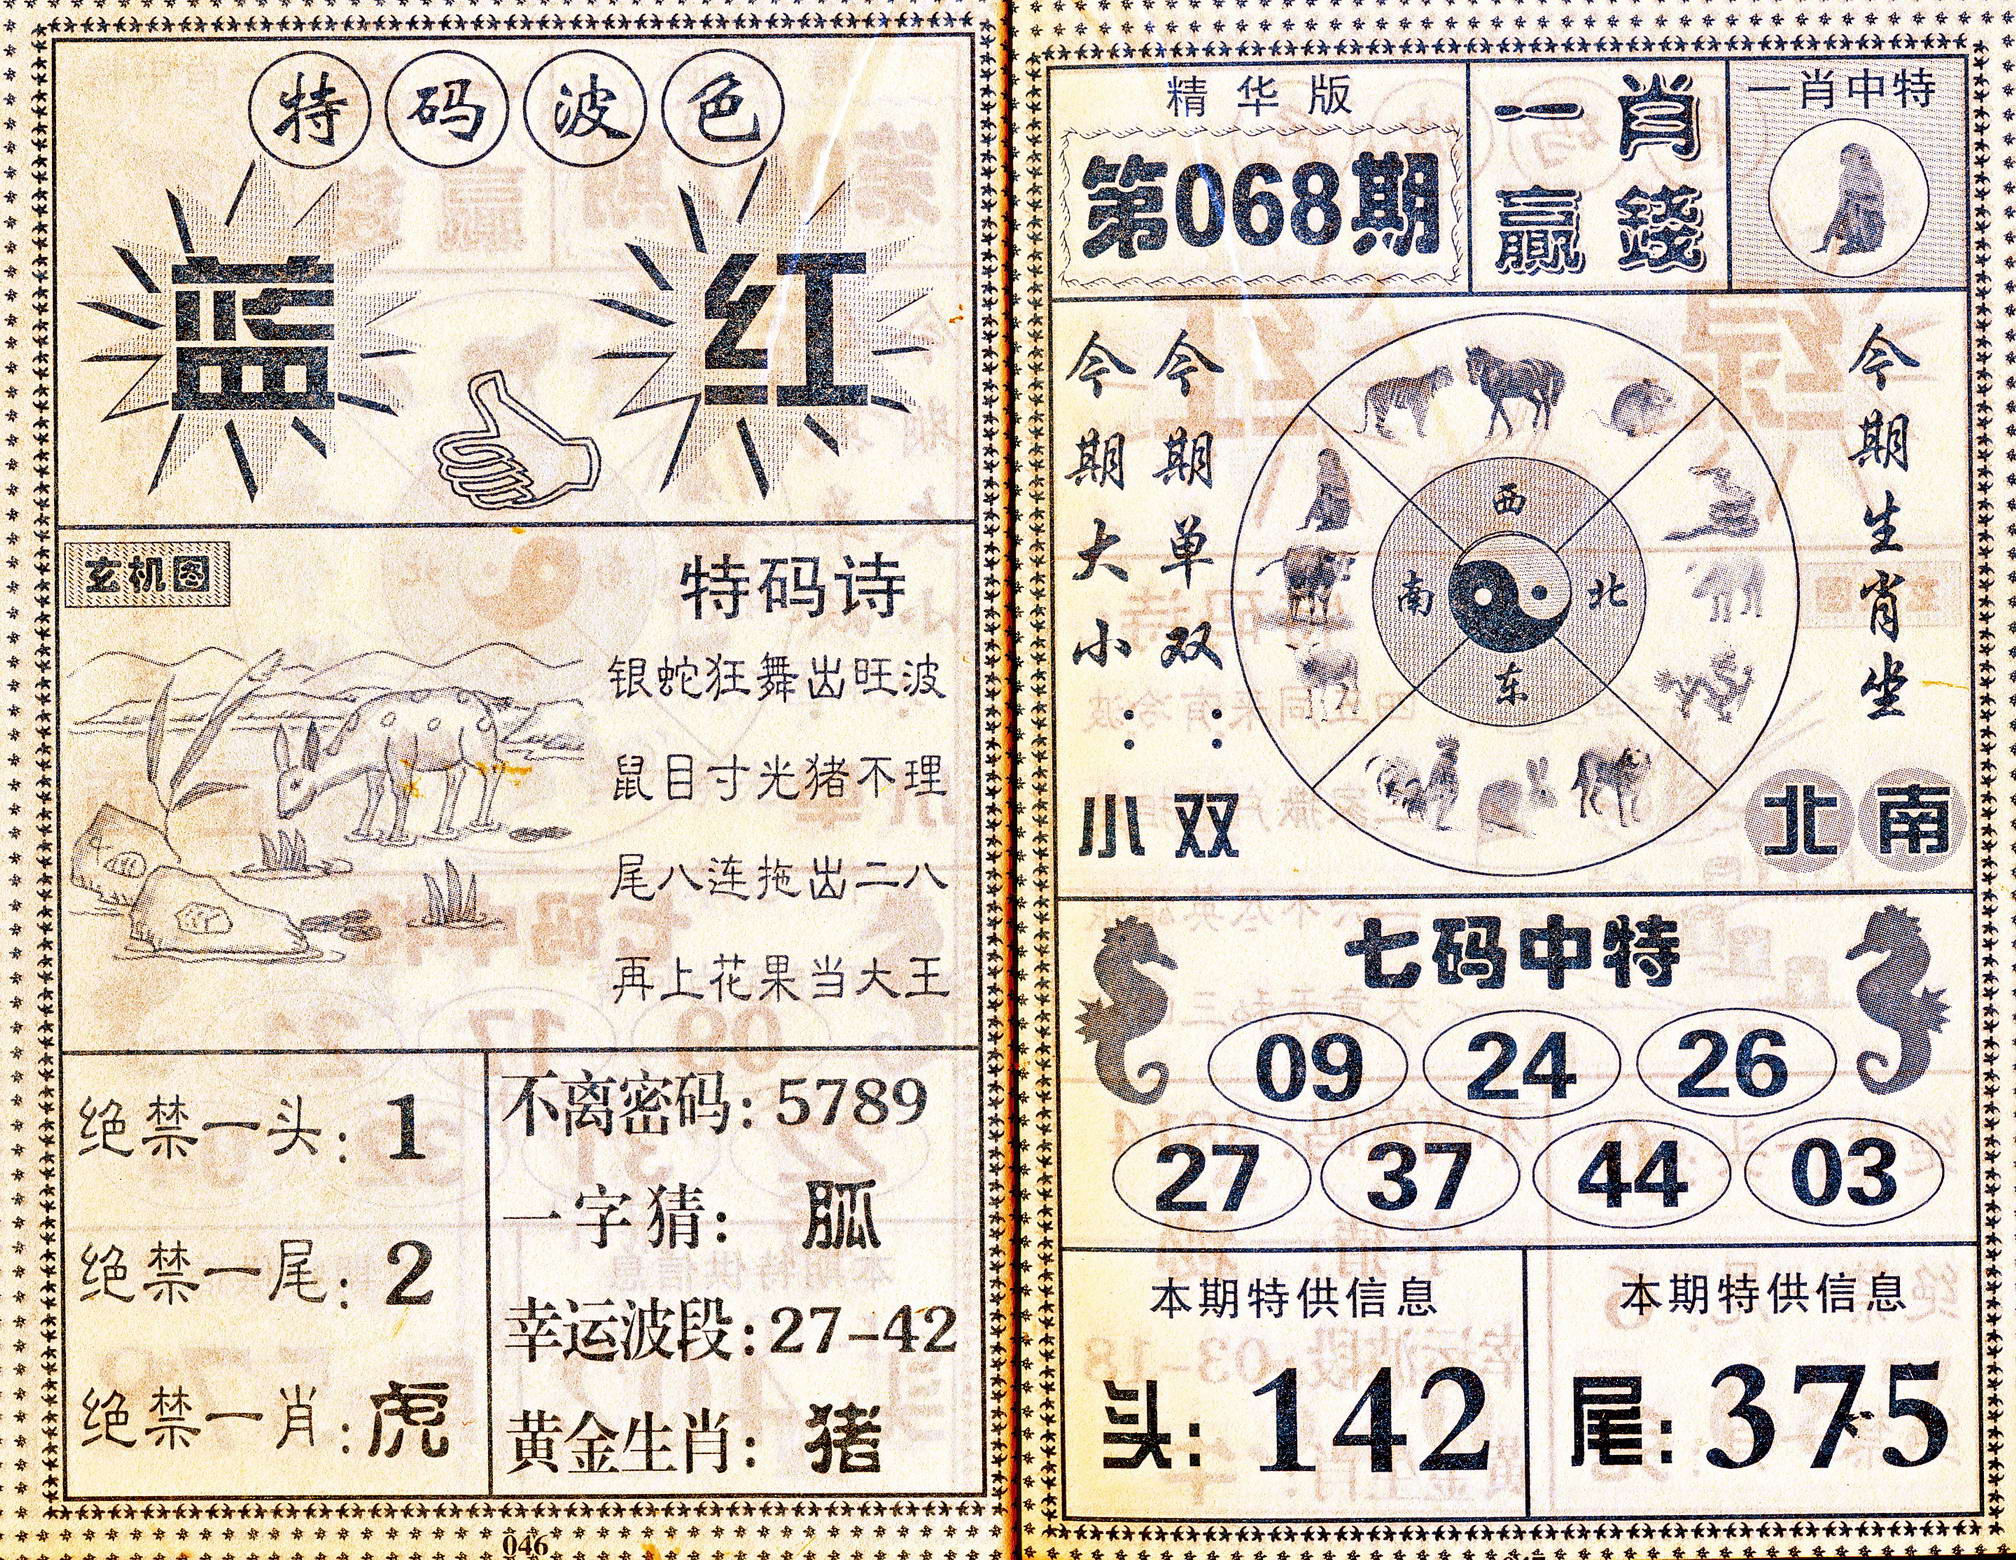 特码波色
蓝 红
玄机图
特码诗
银蛇狂舞出旺波
鼠目寸光猪不理
尾八连拖出二八
再上花果当大王
绝禁一头:1
绝禁一尾:2
绝禁一肖:虎
不离密码:5789
一字猜:胍
幸运波段:27-42
黄金生肖:猪
046
精华版
第068期
一肖
赢錢
一肖中特
今期大小:小
今期单双:双
西
南 北
东
今期生肖坐
北 南
七码中特
09 24 26
27 37 44 03
本期特供信息
头:142
本期特供信息
尾:375